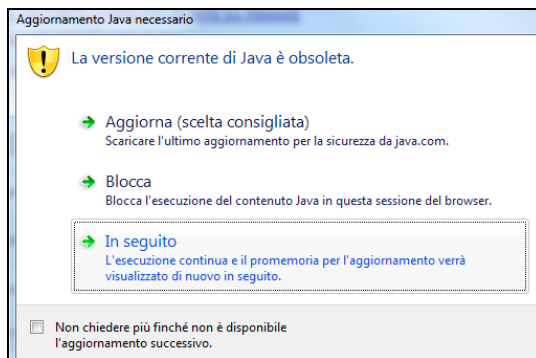 Aggiornamento Java necessario
La versione corrente di Java è obsoleta.
Aggiorna (scelta consigliata)
Scaricare l'ultimo aggiornamento per la sicurezza da java.com.
Blocca
Blocca l'esecuzione del contenuto Java in questa sessione del browser.
In seguito
L'esecuzione continua e il promemoria per l'aggiornamento verrà
visualizzato di nuovo in seguito.
Non chiedere più finché non è disponibile
l'aggiornamento successivo.